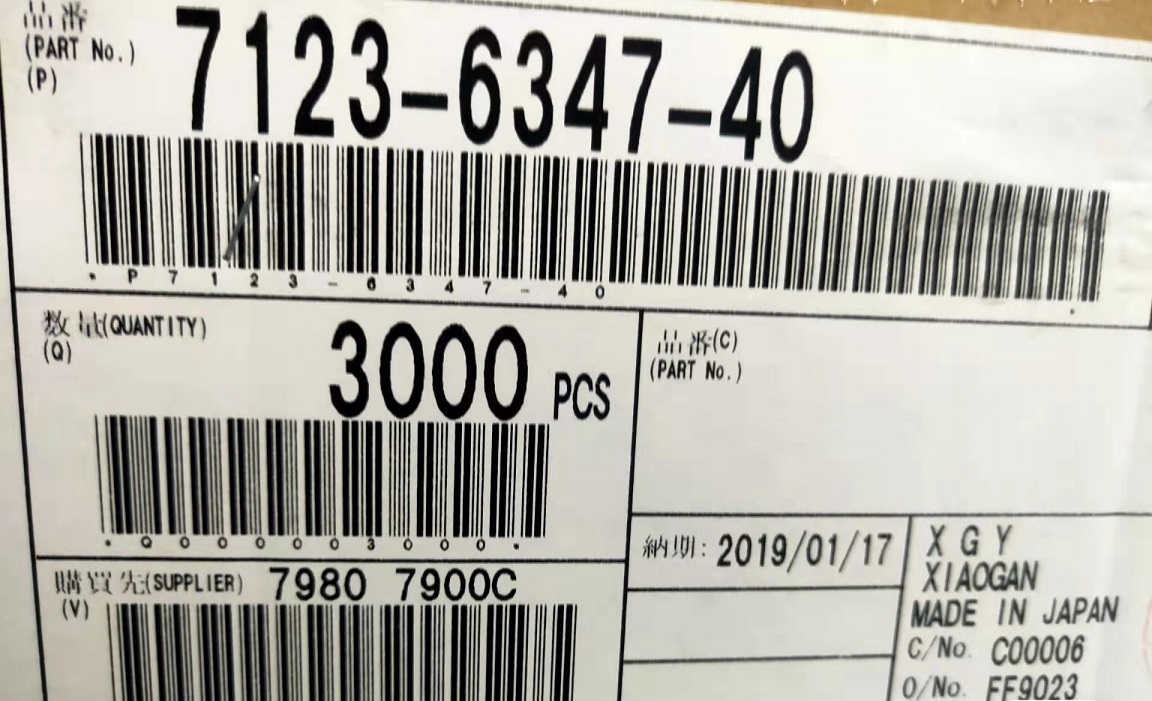 品番
(PART No.)
(P)
7123-6347-40
* P 7 1 2 3 - 6 3 4 7 - 4 0
*
数量(QUANTITY)
(Q)
3000 PCS
* Q 0 0 0 0 0 3 0 0 0 *
品番(C)
(PART No.)
購買先(SUPPLIER) 7980 7900C
(V)
納期: 2019/01/17
X G Y
XIAOGAN
MADE IN JAPAN
C/No. C00006
O/No. FF9023